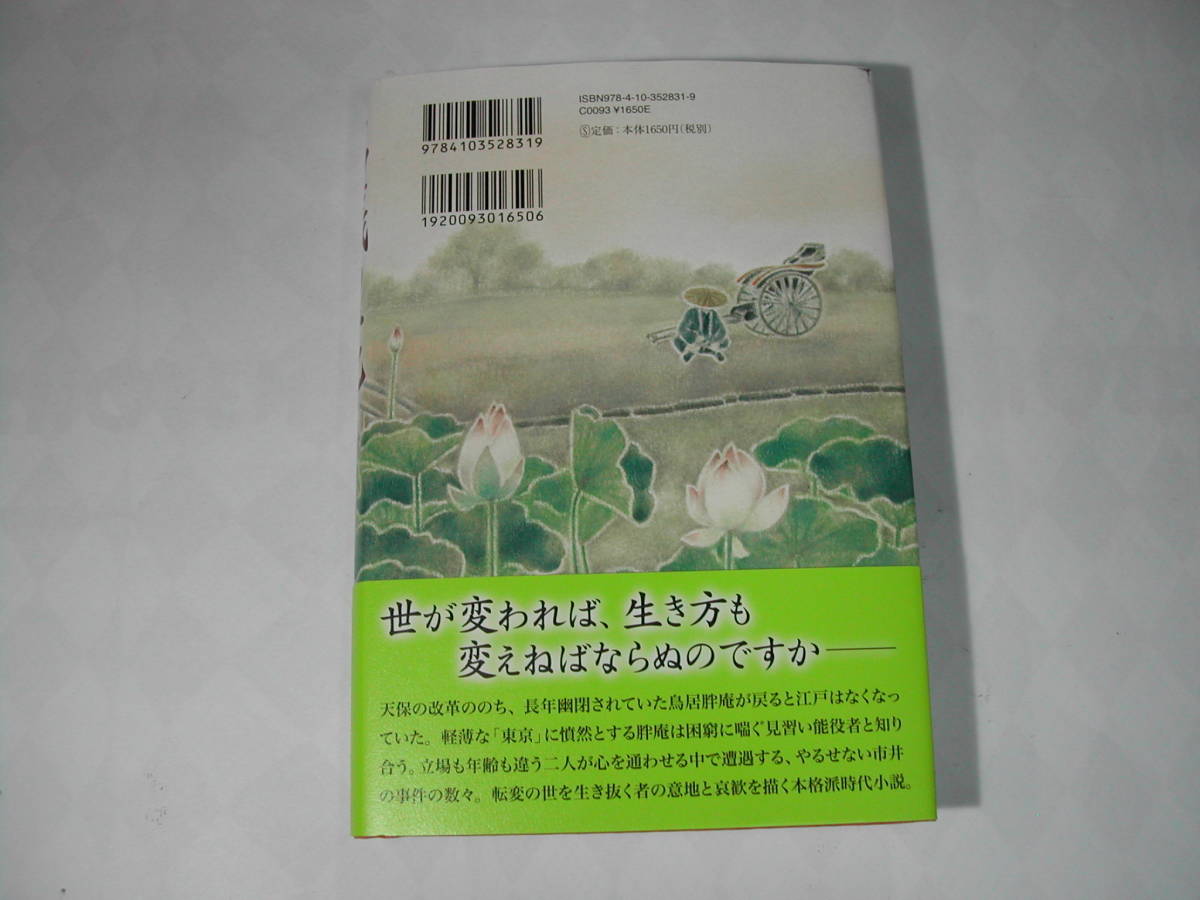 ISBN978-4-10-352831-9
C0093 ¥1650E
Ⓢ定価：本体1650円(税別)
9784103528319
1920093016506
世が変われば、生き方も
変えねばならぬのですか――
天保の改革ののち、長年幽閉されていた鳥居胖庵が戻ると江戸はなくなっ
ていた。軽薄な「東京」に憤然とする胖庵は困窮に喘ぐ見習い能役者と知り
合う。立場も年齢も違う二人が心を通わせる中で遭遇する、やるせない市井
の事件の数々。転変の世を生き抜く者の意地と哀歓を描く本格派時代小説。